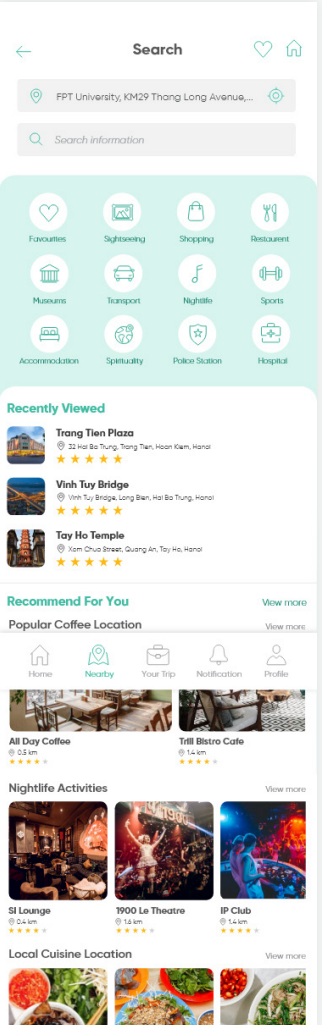 Search
FPT University, KM29 Thang Long Avenue,...
Search information
Favourites Sightseeing Shopping Restaurent
Museums Transport Nightlife Sports
Accommodation Spirituality Police Station Hospital
Recently Viewed
Trang Tien Plaza
32 Hai Ba Trung, Trang Tien, Hoan Kiem, Hanoi
Vinh Tuy Bridge
Vinh Tuy Bridge, Long Bien, Hai Ba Trung, Hanoi
Tay Ho Temple
Xom Chua Street, Quang An, Tay Ho, Hanoi
Recommend For You View more
Popular Coffee Location View more
Home Nearby Your Trip Notification Profile
All Day Coffee Trill Bistro Cafe
0.5 km 1.4 km
Nightlife Activities View more
SI Lounge 1900 Le Theatre IP Club
0.4 km 1.6 km 1.4 km
Local Cuisine Location View more